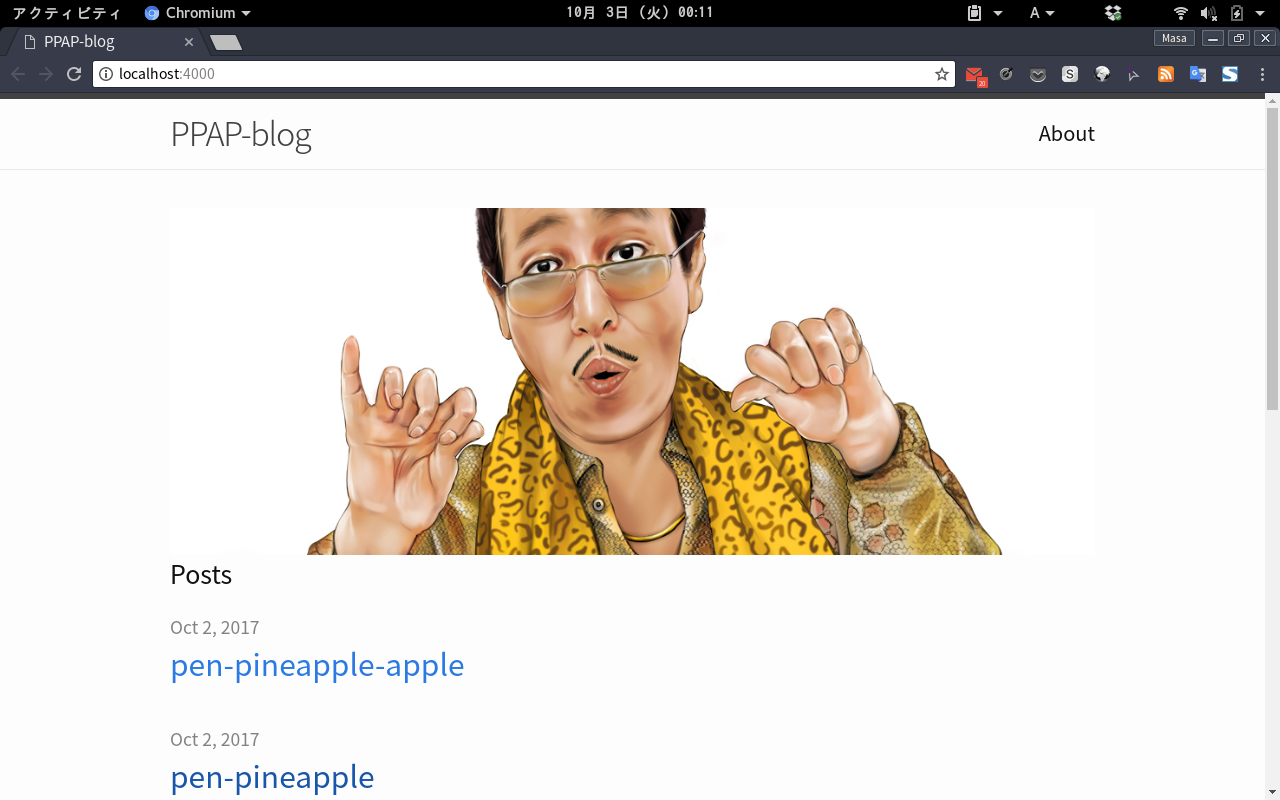 アクティビティ Chromium 10月 3日 (火) 00:11 A
PPAP-blog Masa
localhost:4000 20 S
PPAP-blog About
Posts
Oct 2, 2017
pen-pineapple-apple
Oct 2, 2017
pen-pineapple